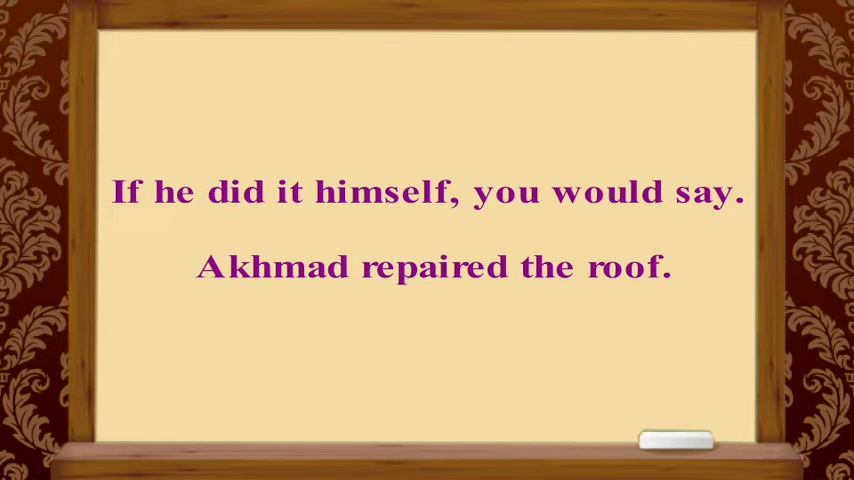 If he did it himself, you would say.
Akhmad repaired the roof.